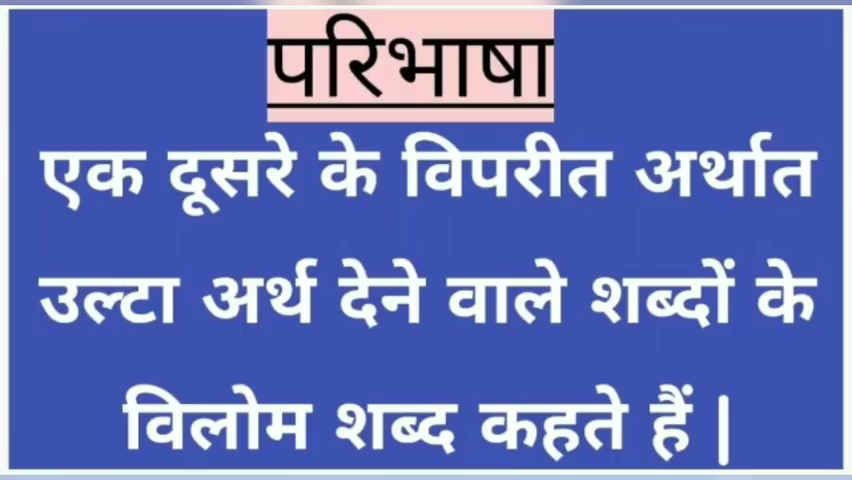 परिभाषा
एक दूसरे के विपरीत अर्थात
उल्टा अर्थ देने वाले शब्दों के
विलोम शब्द कहते हैं |